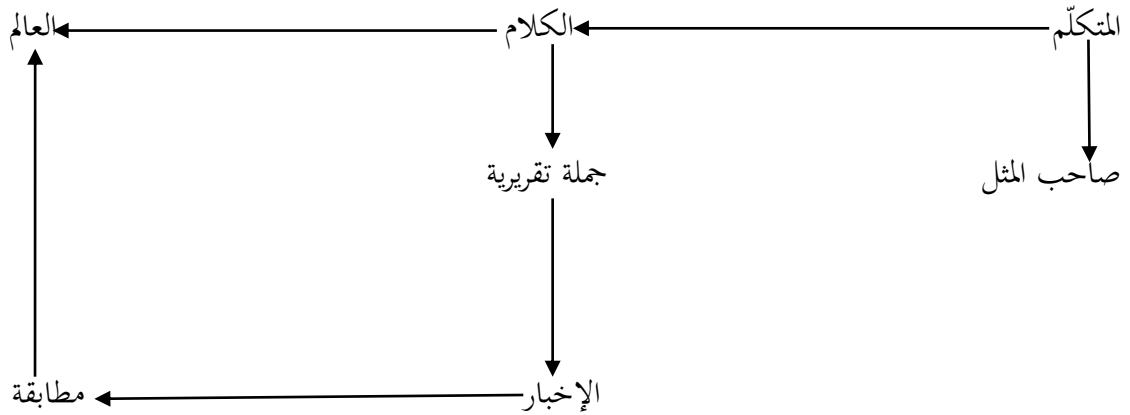 المتكلّم الكلام العالم
صاحب المثل جملة تقريرية
الإخبار مطابقة